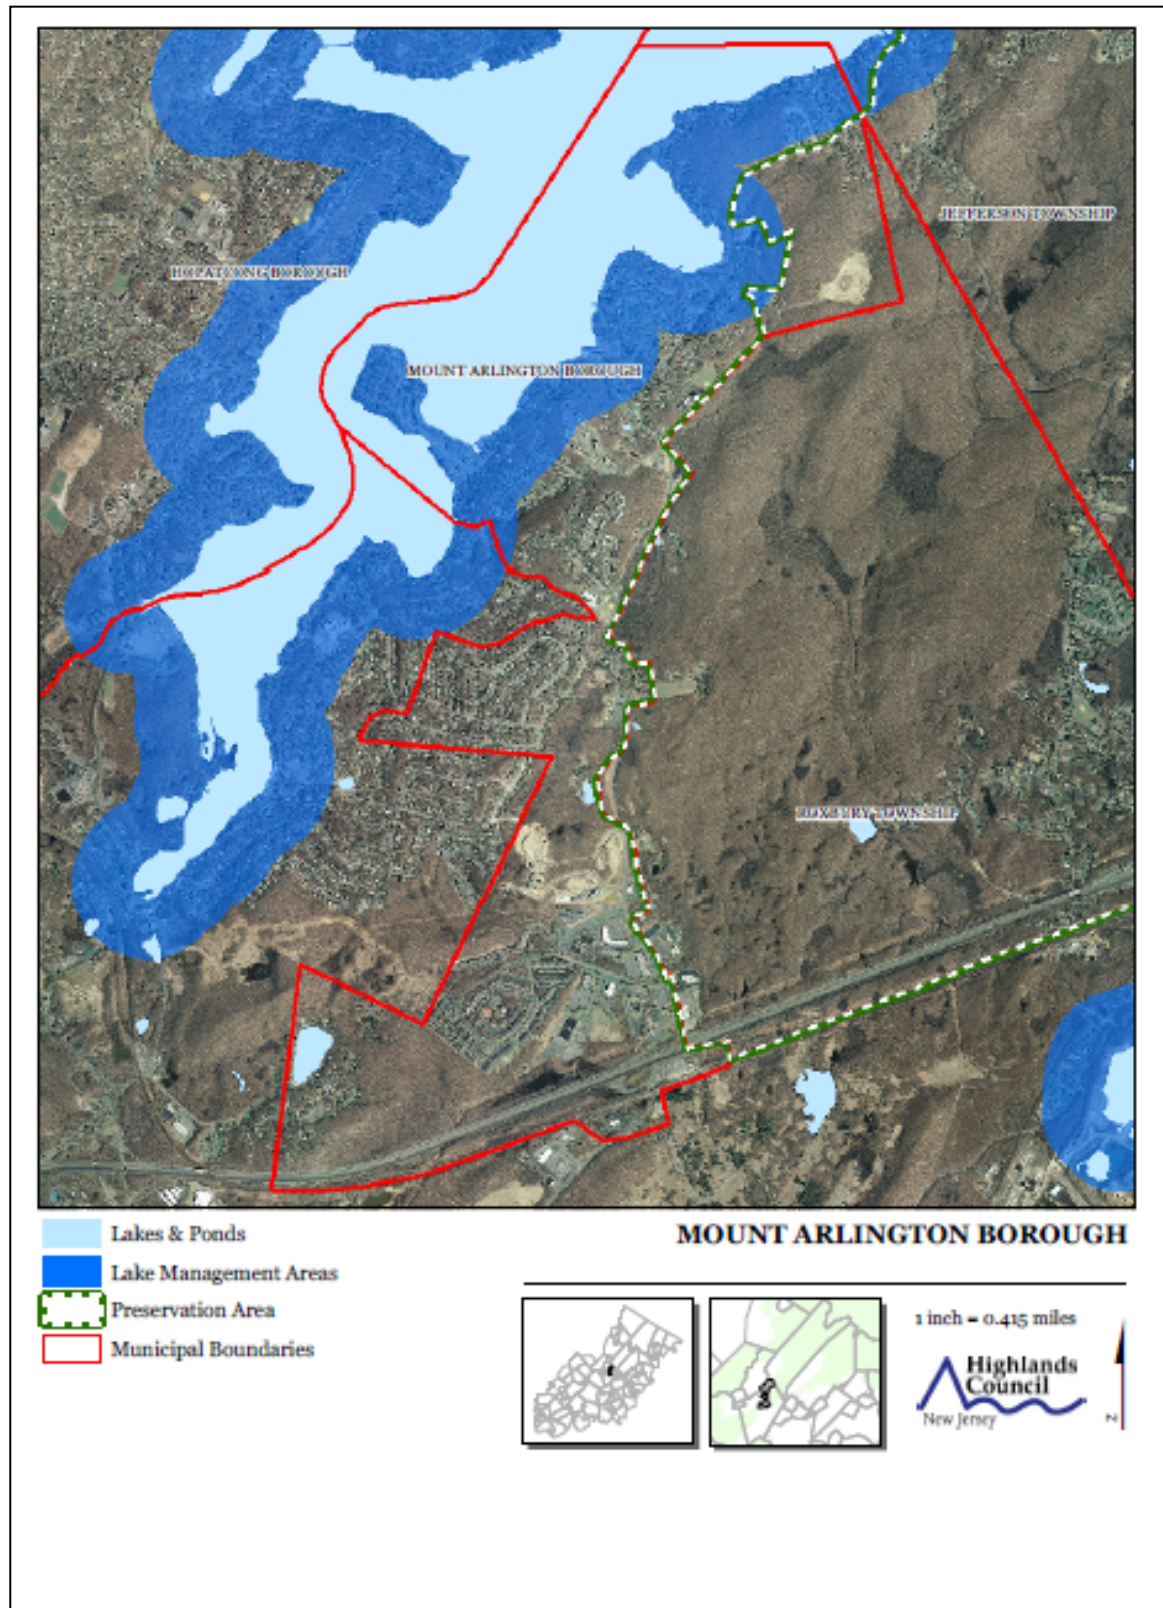 JEFFERSON TOWNSHIP
HOPATCONG BOROUGH
MOUNT ARLINGTON BOROUGH
ROXBURY TOWNSHIP
Lakes & Ponds
Lake Management Areas
Preservation Area
Municipal Boundaries
MOUNT ARLINGTON BOROUGH
1 inch = 0.415 miles
Highlands
Council
New Jersey
N